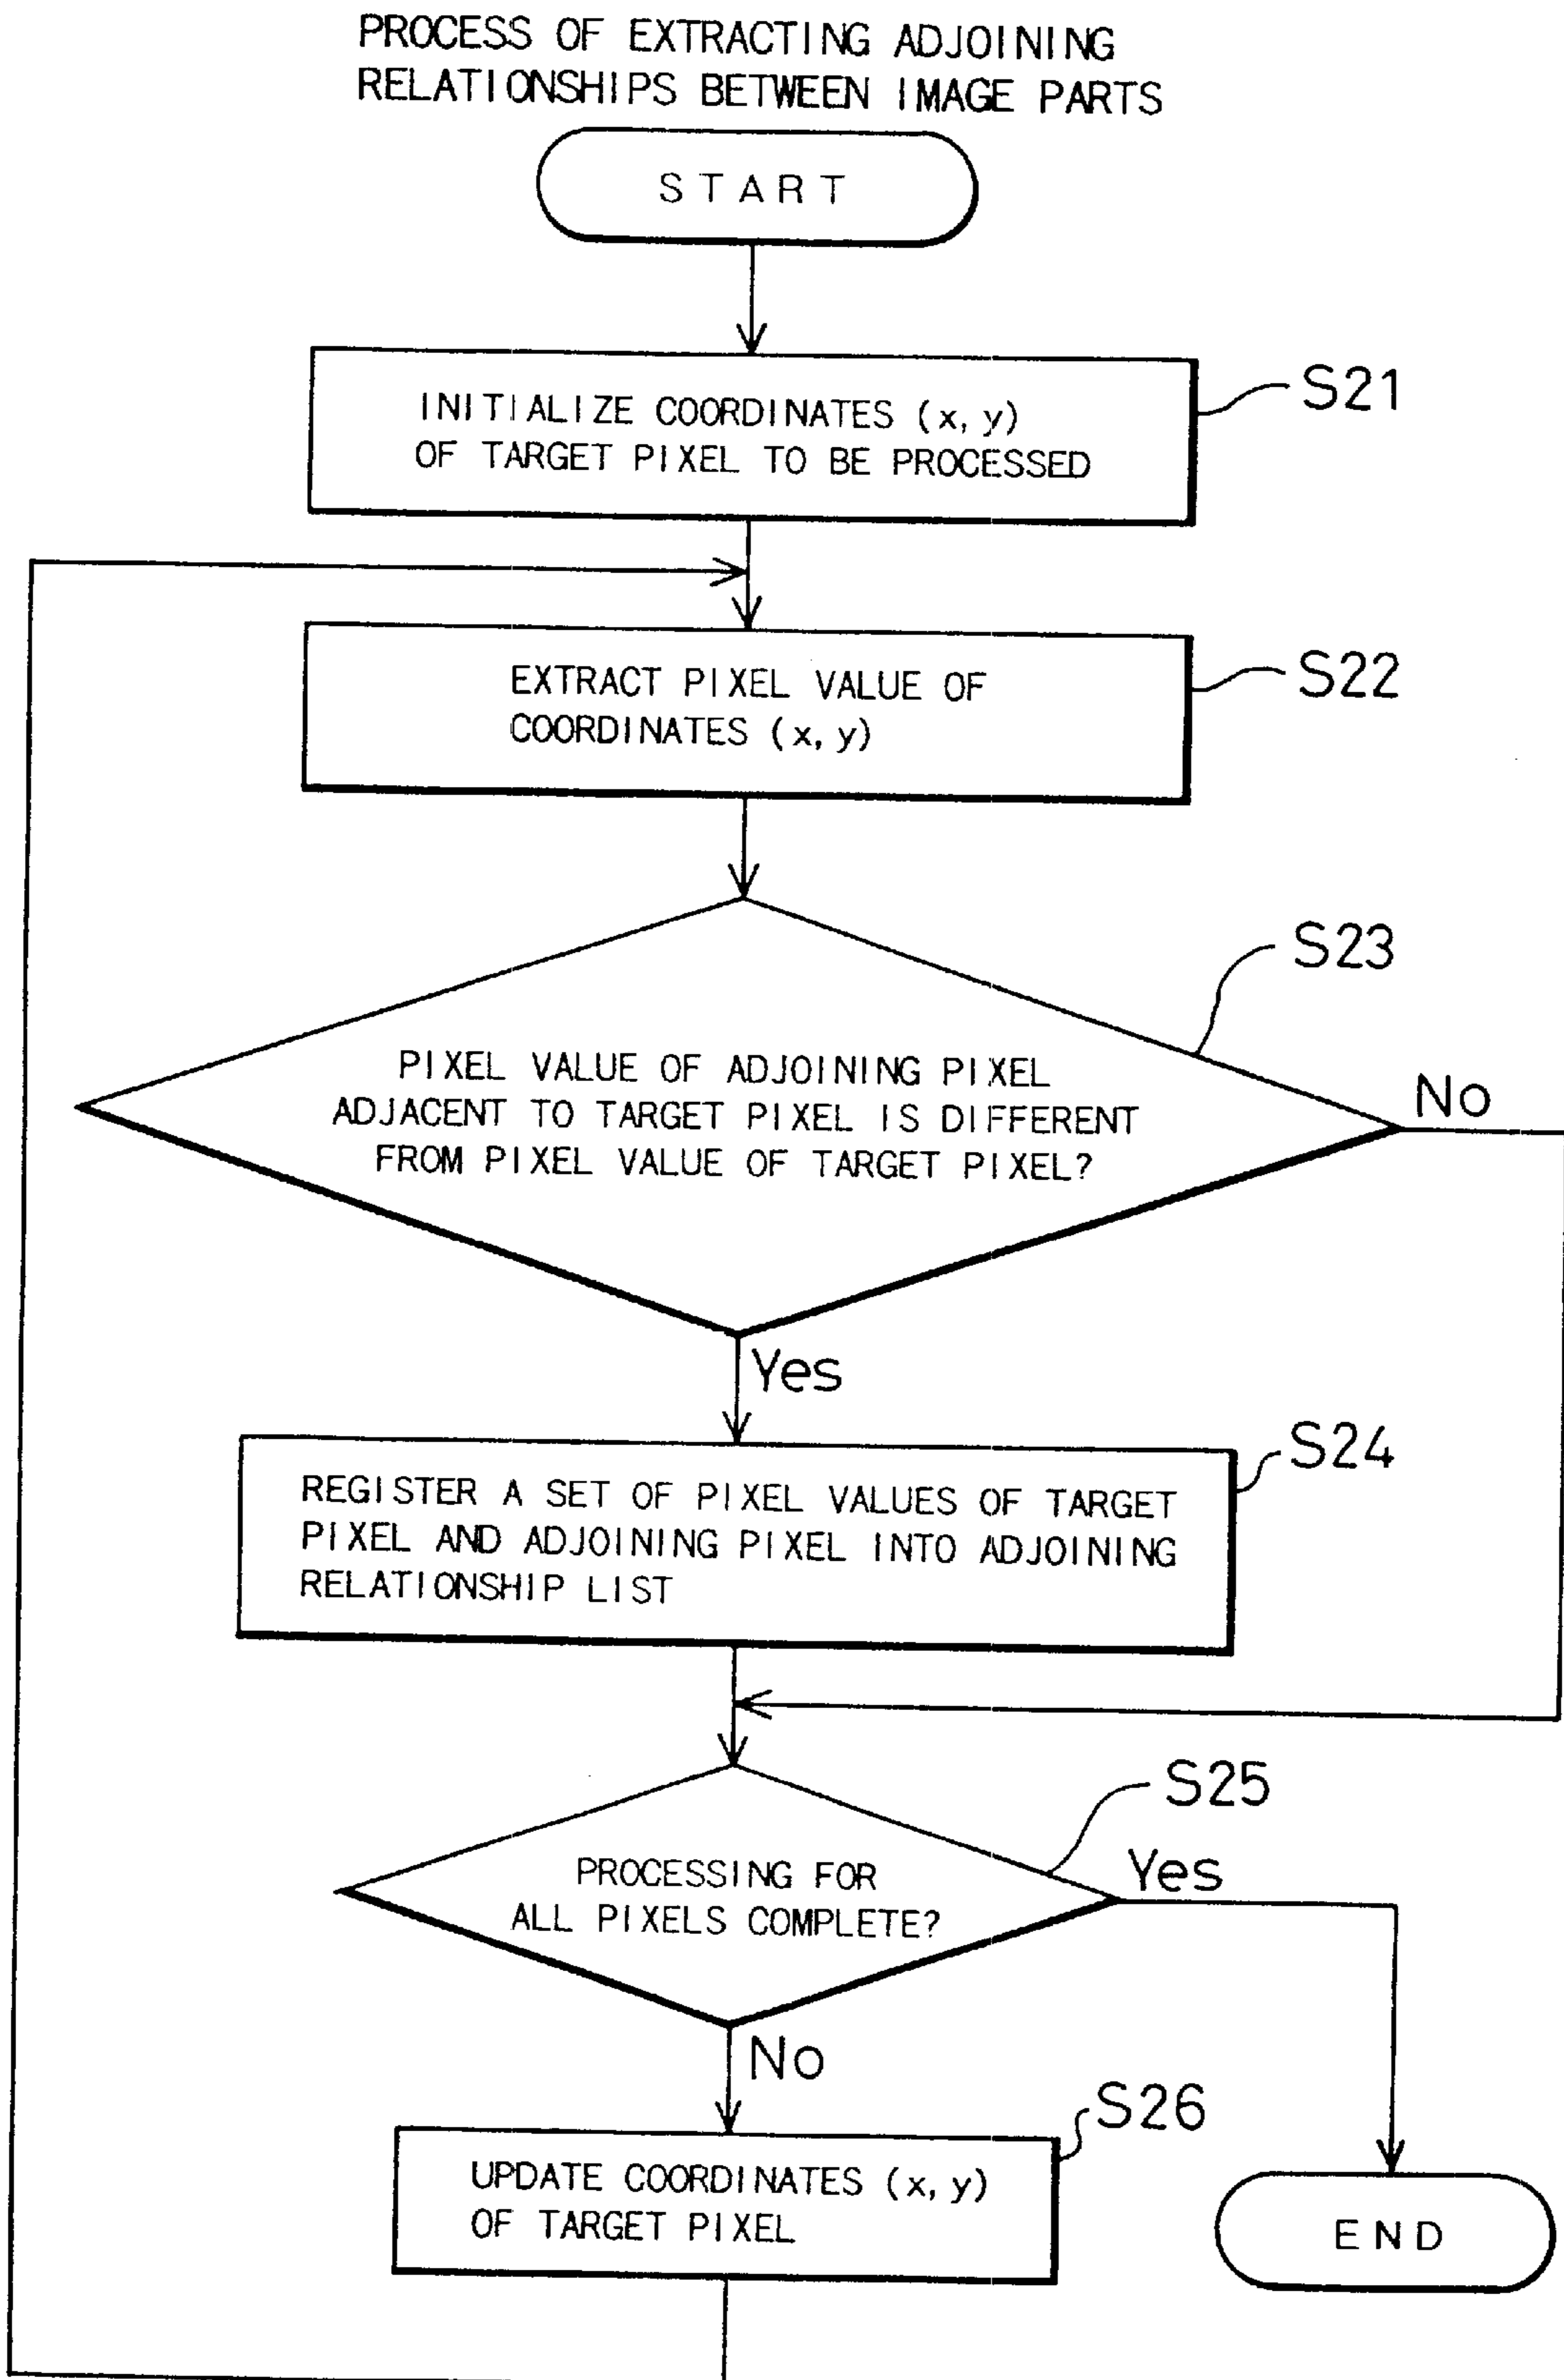 PROCESS OF EXTRACTING ADJOINING
RELATIONSHIPS BETWEEN IMAGE PARTS
START
INITIALIZE COORDINATES (x, y)
OF TARGET PIXEL TO BE PROCESSED
S21
EXTRACT PIXEL VALUE OF
COORDINATES (x, y)
S22
S23
PIXEL VALUE OF ADJOINING PIXEL
ADJACENT TO TARGET PIXEL IS DIFFERENT
FROM PIXEL VALUE OF TARGET PIXEL?
No
Yes
S24
REGISTER A SET OF PIXEL VALUES OF TARGET
PIXEL AND ADJOINING PIXEL INTO ADJOINING
RELATIONSHIP LIST
S25
PROCESSING FOR
ALL PIXELS COMPLETE?
Yes
No
S26
UPDATE COORDINATES (x, y)
OF TARGET PIXEL
END